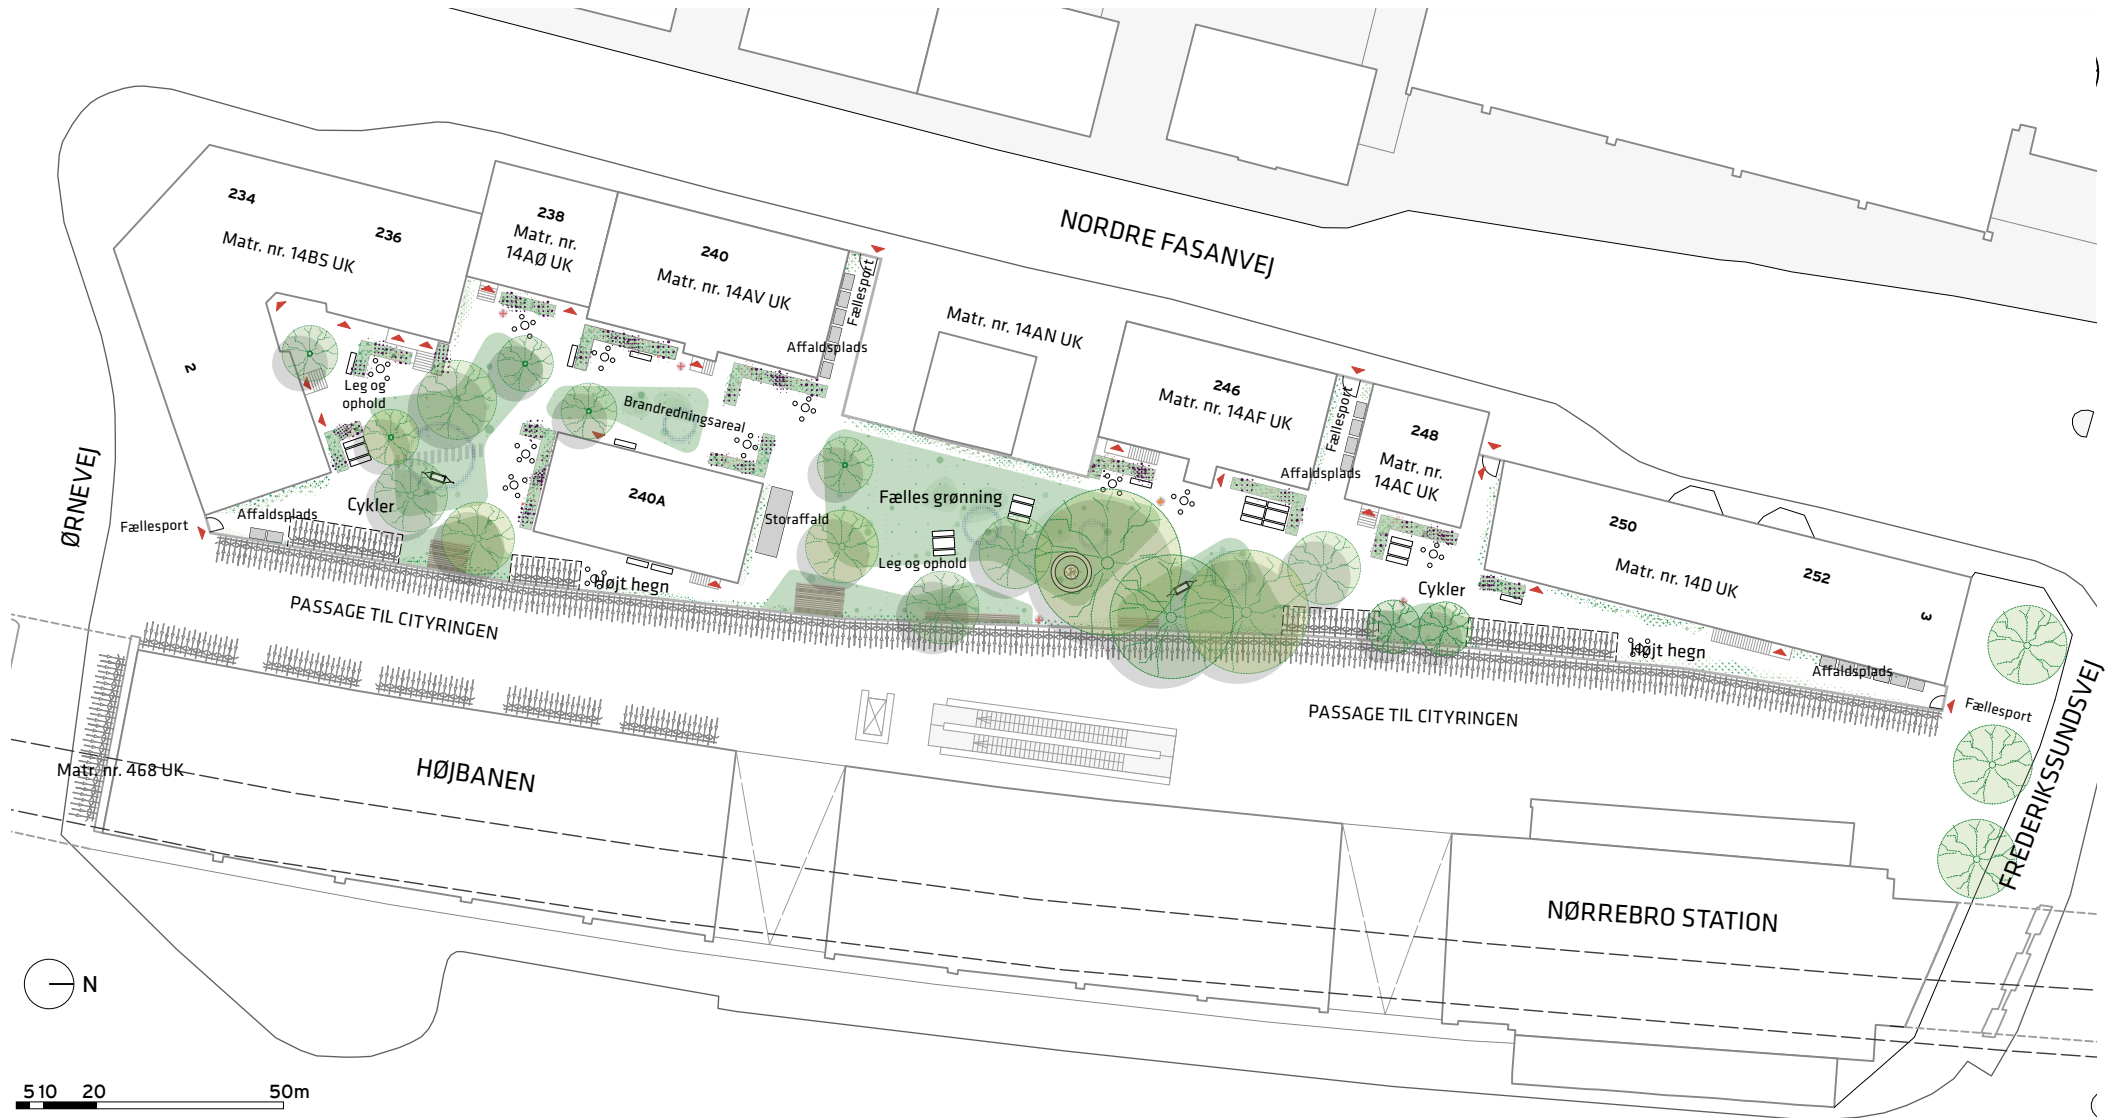 NORDRE FASANVEJ
234
236
Matr. nr. 14BS UK
2
238
Matr. nr.
14AØ UK
240
Matr. nr. 14AV UK
Fællesport
Affaldsplads
Matr. nr. 14AN UK
246
Matr. nr. 14AF UK
Fællesport
Affaldsplads
248
Matr. nr.
14AC UK
250
252
Matr. nr. 14D UK
3
Leg og
ophold
Brandredningsareal
Cykler
240A
Storaffald
Fælles grønning
Leg og ophold
Cykler
ØRNEVEJ
Fællesport
Affaldsplads
Højt hegn
Højt hegn
Affaldsplads
Fællesport
FREDERIKSSUNDSVEJ
PASSAGE TIL CITYRINGEN
PASSAGE TIL CITYRINGEN
Matr. nr. 468 UK
HØJBANEN
NØRREBRO STATION
N
5 10 20 50m